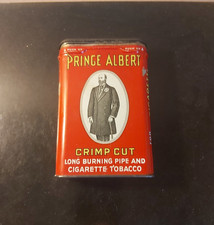 PRINCE ALBERT
CRIMP CUT
LONG BURNING PIPE AND
CIGARETTE TOBACCO